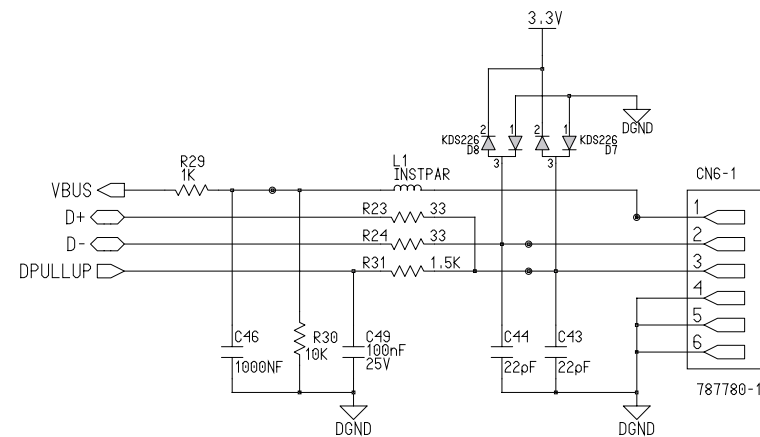 3.3V
DGND
2
1
2
1
KDS226
D8
KDS226
D7
3
3
R29
1K
L1
INSTPAR
CN6-1
VBUS
1
D+
R23
33
D-
R24
33
2
DPULLUP
R31
1.5K
3
4
5
6
C46
1000NF
R30
10K
C49
100nF
25V
C44
22pF
C43
22pF
787780-1
DGND
DGND